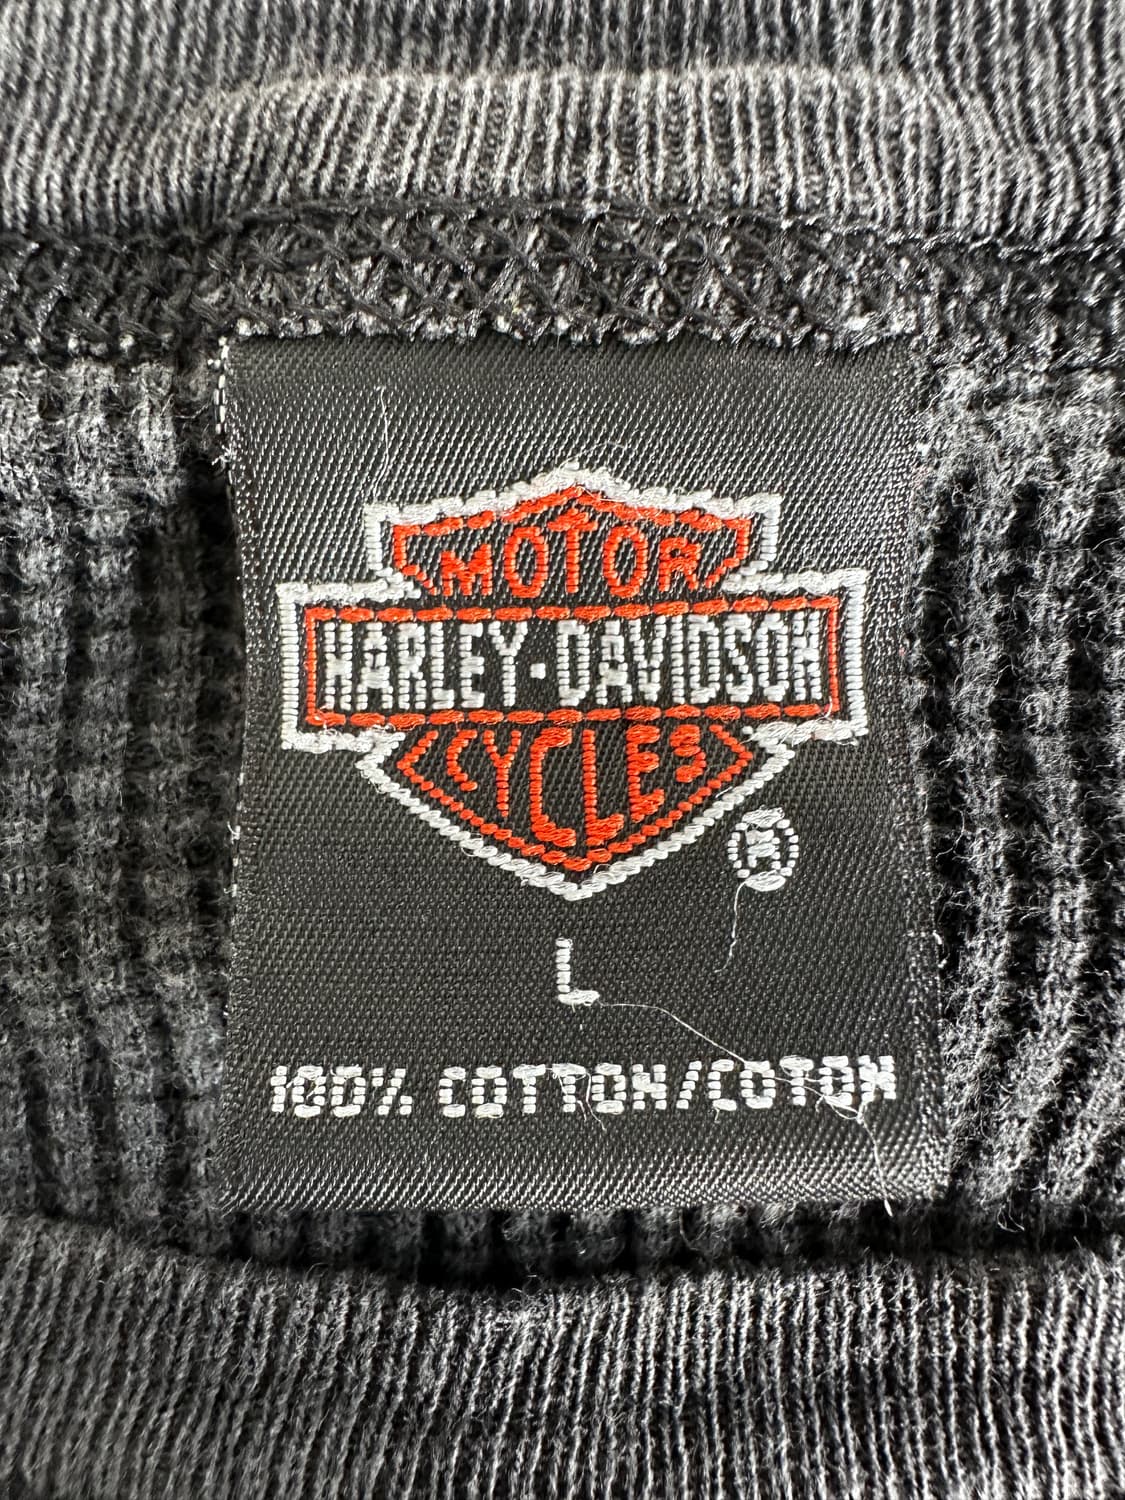 MOTOR
HARLEY-DAVIDSON
CYCLES
®
L
100% COTTON/COTON